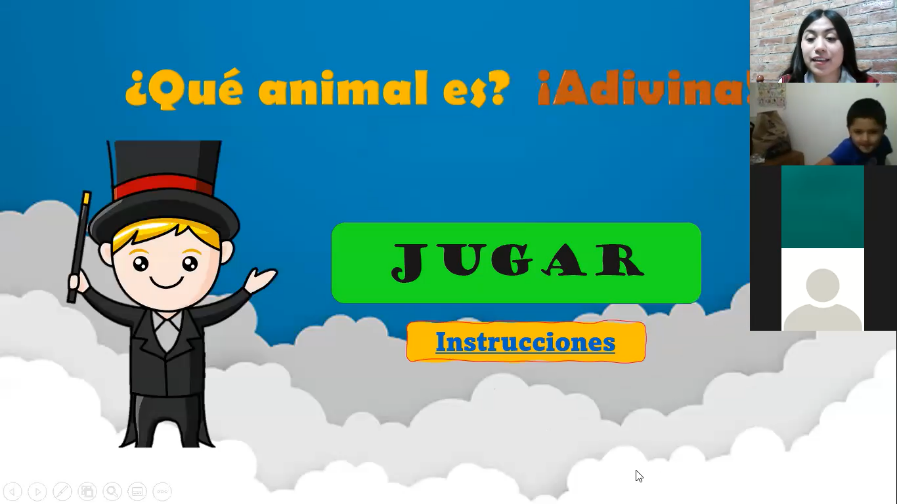 ¿Qué animal es? ¡Adivina!
JUGAR
Instrucciones